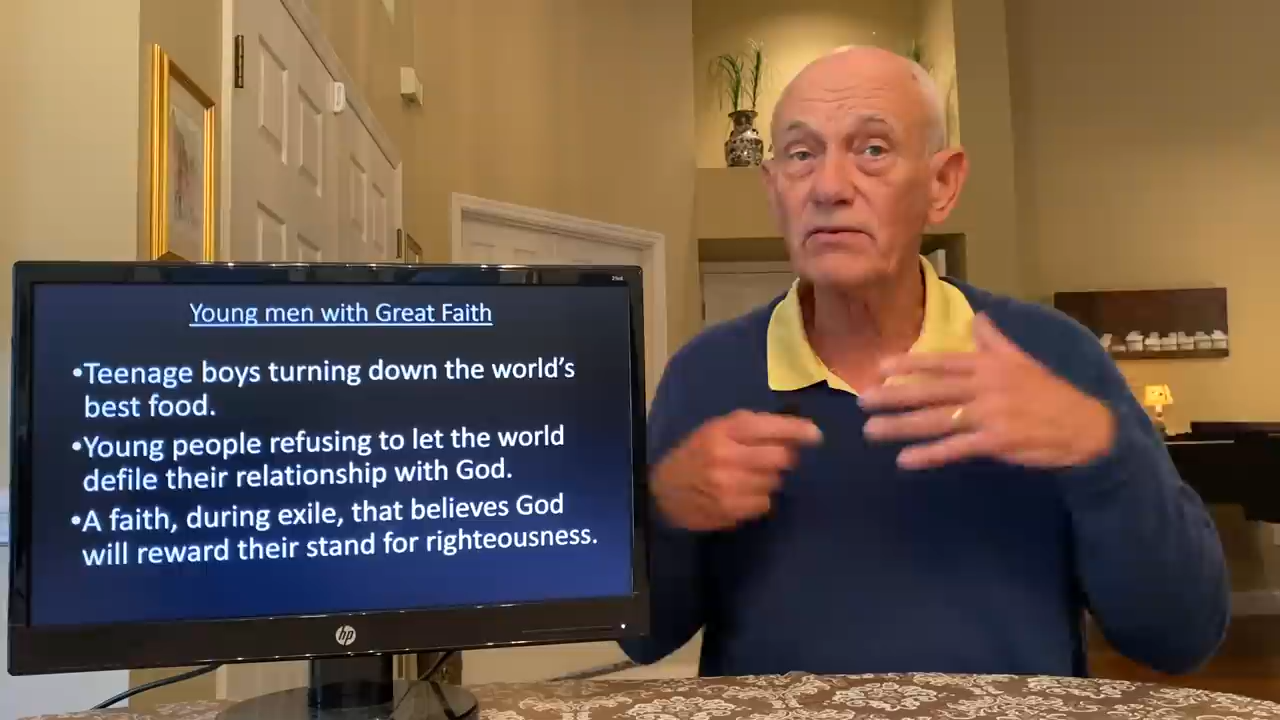 Young men with Great Faith
•Teenage boys turning down the world's
best food.
•Young people refusing to let the world
defile their relationship with God.
•A faith, during exile, that believes God
will reward their stand for righteousness.
hp